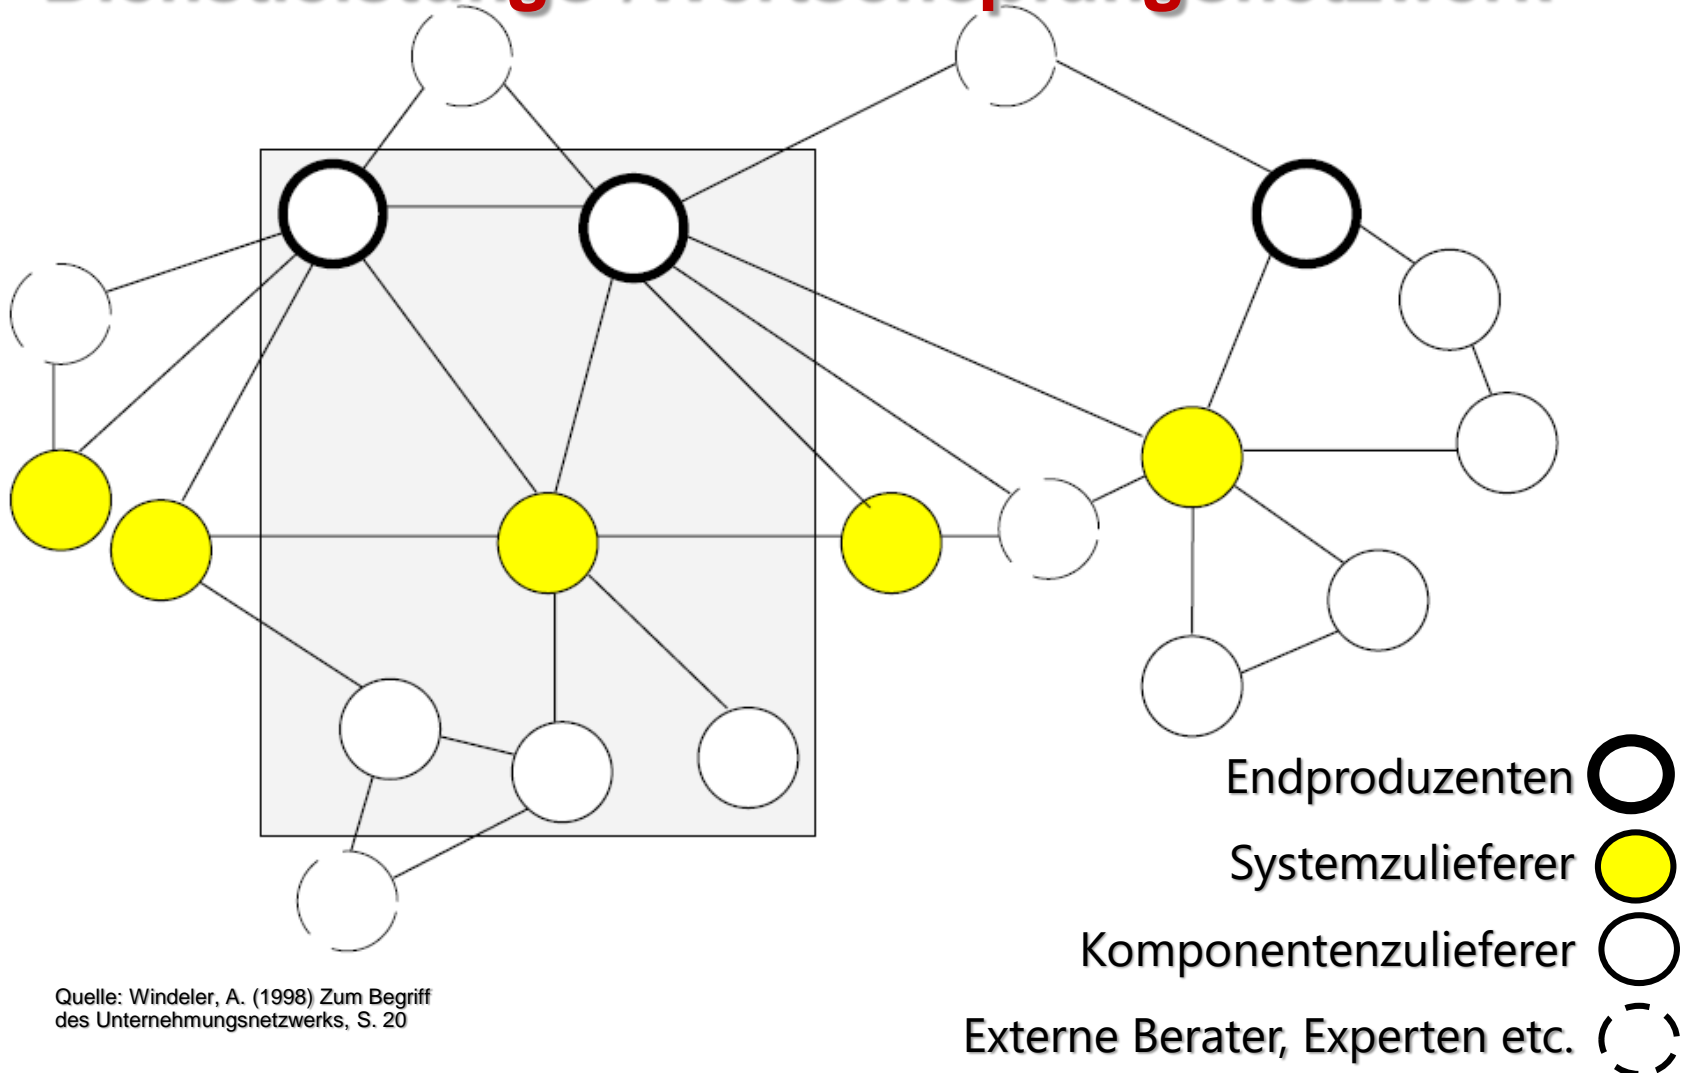 Endproduzenten
Systemzulieferer
Komponentenzulieferer
Externe Berater, Experten etc.
Quelle: Windeler, A. (1998) Zum Begriff
des Unternehmungsnetzwerks, S. 20